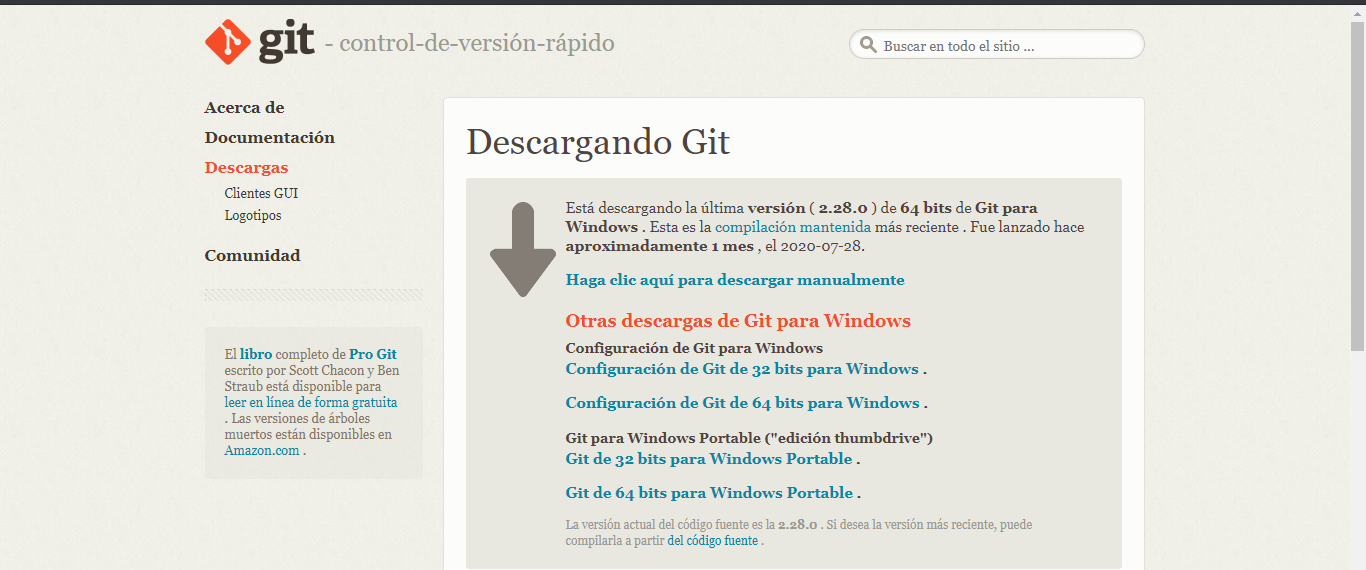 git - control-de-versión-rápido
Buscar en todo el sitio ...
Acerca de
Documentación
Descargas
Clientes GUI
Logotipos
Comunidad
El libro completo de Pro Git
escrito por Scott Chacon y Ben
Straub está disponible para
leer en línea de forma gratuita
. Las versiones de árboles
muertos están disponibles en
Amazon.com .
Descargando Git
Está descargando la última versión ( 2.28.0 ) de 64 bits de Git para
Windows . Esta es la compilación mantenida más reciente . Fue lanzado hace
aproximadamente 1 mes , el 2020-07-28.
Haga clic aquí para descargar manualmente
Otras descargas de Git para Windows
Configuración de Git para Windows
Configuración de Git de 32 bits para Windows .
Configuración de Git de 64 bits para Windows .
Git para Windows Portable ("edición thumbdrive")
Git de 32 bits para Windows Portable .
Git de 64 bits para Windows Portable .
La versión actual del código fuente es la 2.28.0 . Si desea la versión más reciente, puede
compilarla a partir del código fuente .